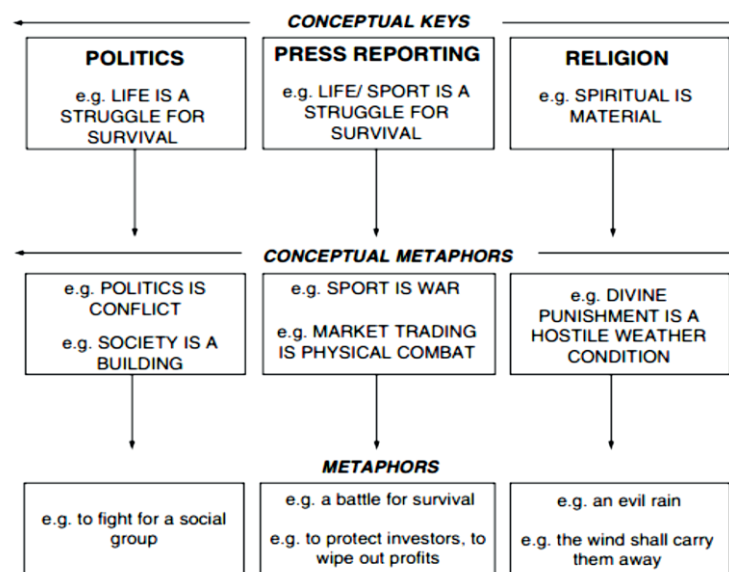 CONCEPTUAL KEYS
POLITICS
e.g. LIFE IS A
STRUGGLE FOR
SURVIVAL
PRESS REPORTING
e.g. LIFE/ SPORT IS A
STRUGGLE FOR
SURVIVAL
RELIGION
e.g. SPIRITUAL IS
MATERIAL
CONCEPTUAL METAPHORS
e.g. POLITICS IS
CONFLICT
e.g. SOCIETY IS A
BUILDING
e.g. SPORT IS WAR
e.g. MARKET TRADING
IS PHYSICAL COMBAT
e.g. DIVINE
PUNISHMENT IS A
HOSTILE WEATHER
CONDITION
METAPHORS
e.g. to fight for a social
group
e.g. a battle for survival
e.g. to protect investors, to
wipe out profits
e.g. an evil rain
e.g. the wind shall carry
them away